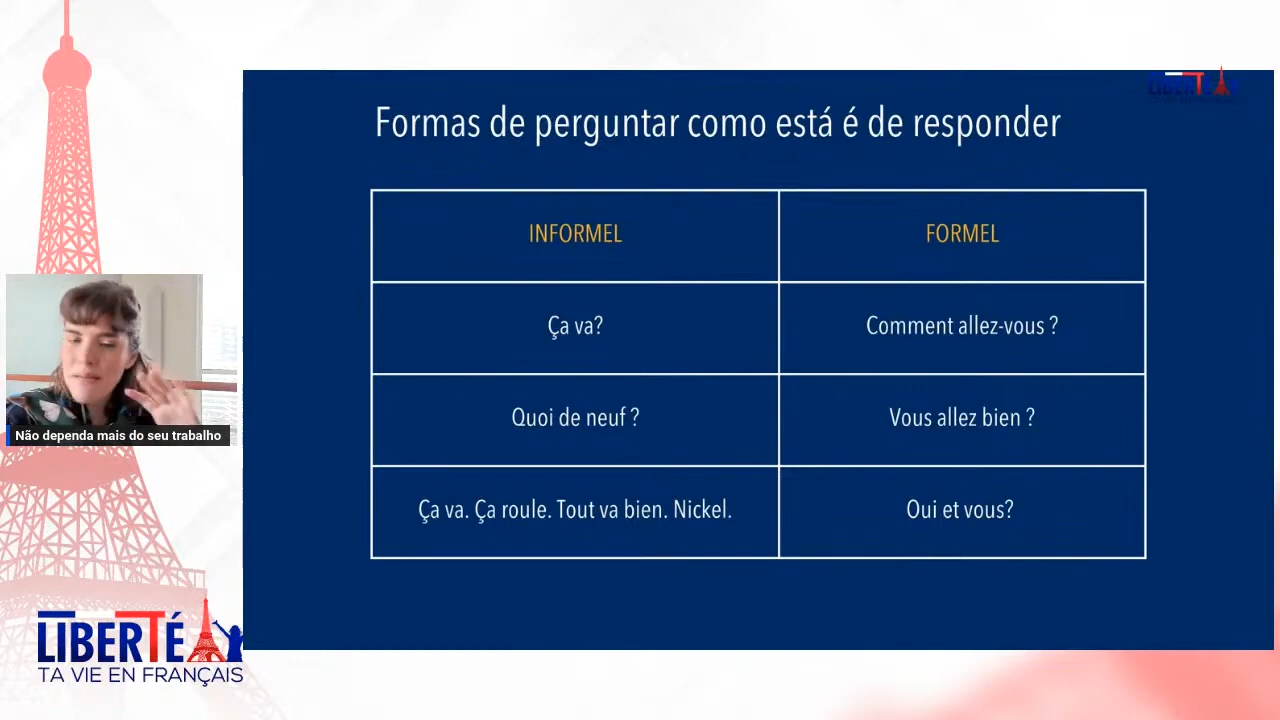 LIBERTÉ
Formas de perguntar como está é de responder
INFORMEL
FORMEL
Ça va?
Comment allez-vous ?
Quoi de neuf ?
Vous allez bien ?
Ça va. Ça roule. Tout va bien. Nickel.
Oui et vous?
Não dependa mais do seu trabalho
LIBERTÉ
TA VIE EN FRANÇAIS